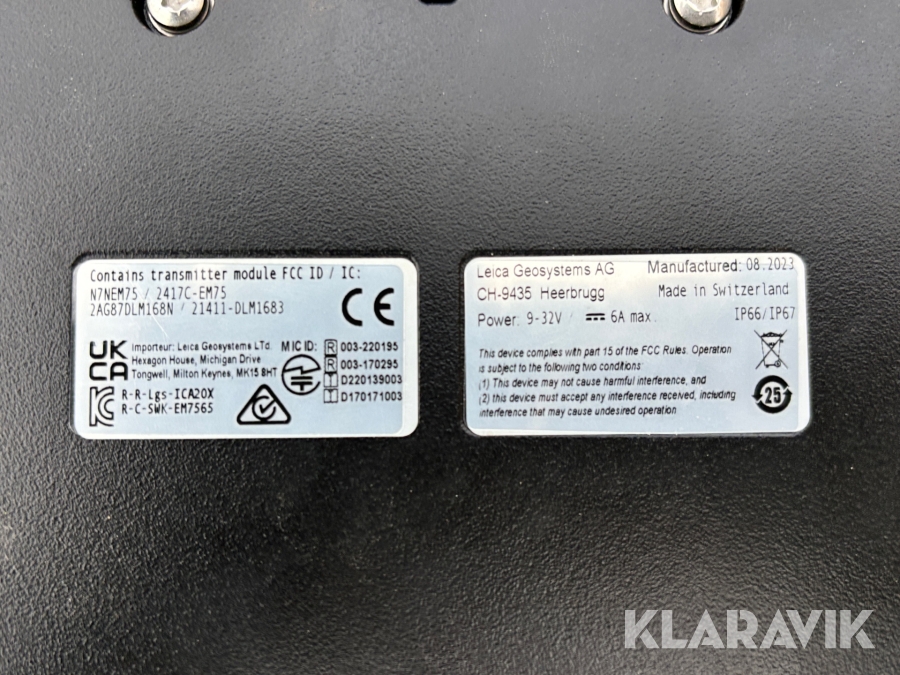 Contains transmitter module FCC ID / IC:
N7NEM75 / 2417C-EM75
2AG87DLM168N / 21411-DLM1683
CE
UK
CA
Importeur: Leica Geosystems LTd.
Hexagon House, Michigan Drive
Tongwell, Milton Keynes, MK15 8HT
MIC ID:
R 003-220195
R 003-170295
T D220139003
T D170171003
R-R-Lgs-ICA20X
R-C-SWK-EM7565
Leica Geosystems AG
CH-9435 Heerbrugg
Manufactured: 08.2023
Made in Switzerland
Power: 9-32V / 6A max.
IP66/IP67
This device complies with part 15 of the FCC Rules. Operation
is subject to the following two conditions:
(1) This device may not cause harmful interference, and
(2) this device must accept any interference received, including
interference that may cause undesired operation
25
KLARAVIK